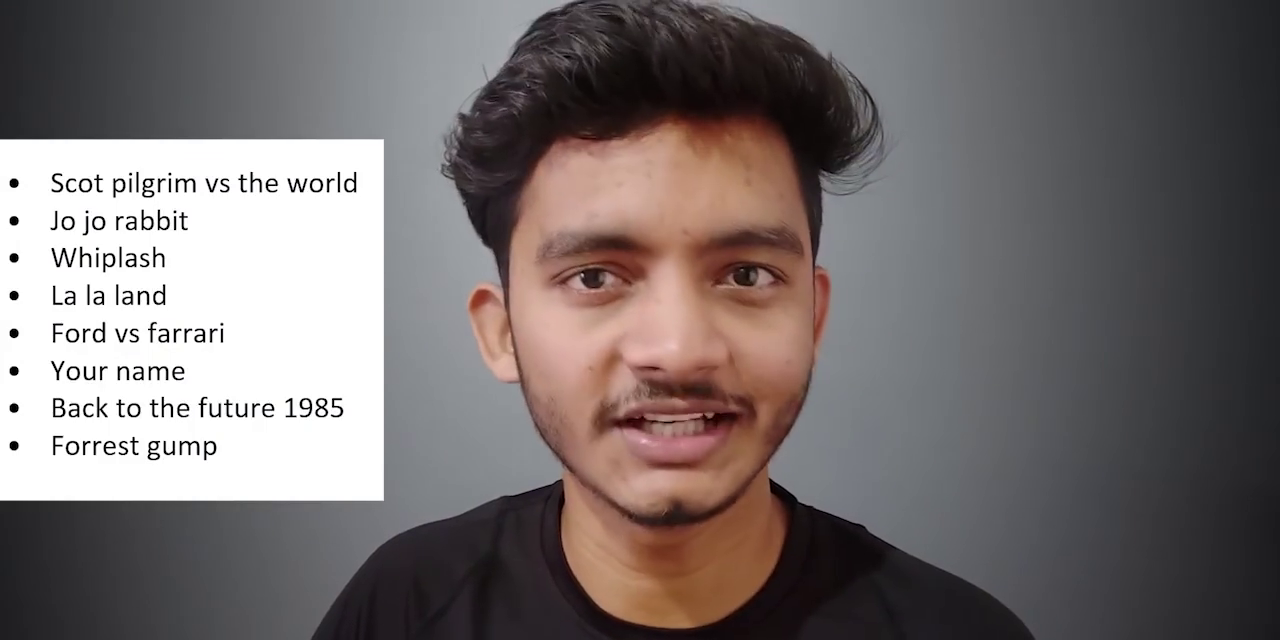 Scot pilgrim vs the world
Jo jo rabbit
Whiplash
La la land
Ford vs farrari
Your name
Back to the future 1985
Forrest gump